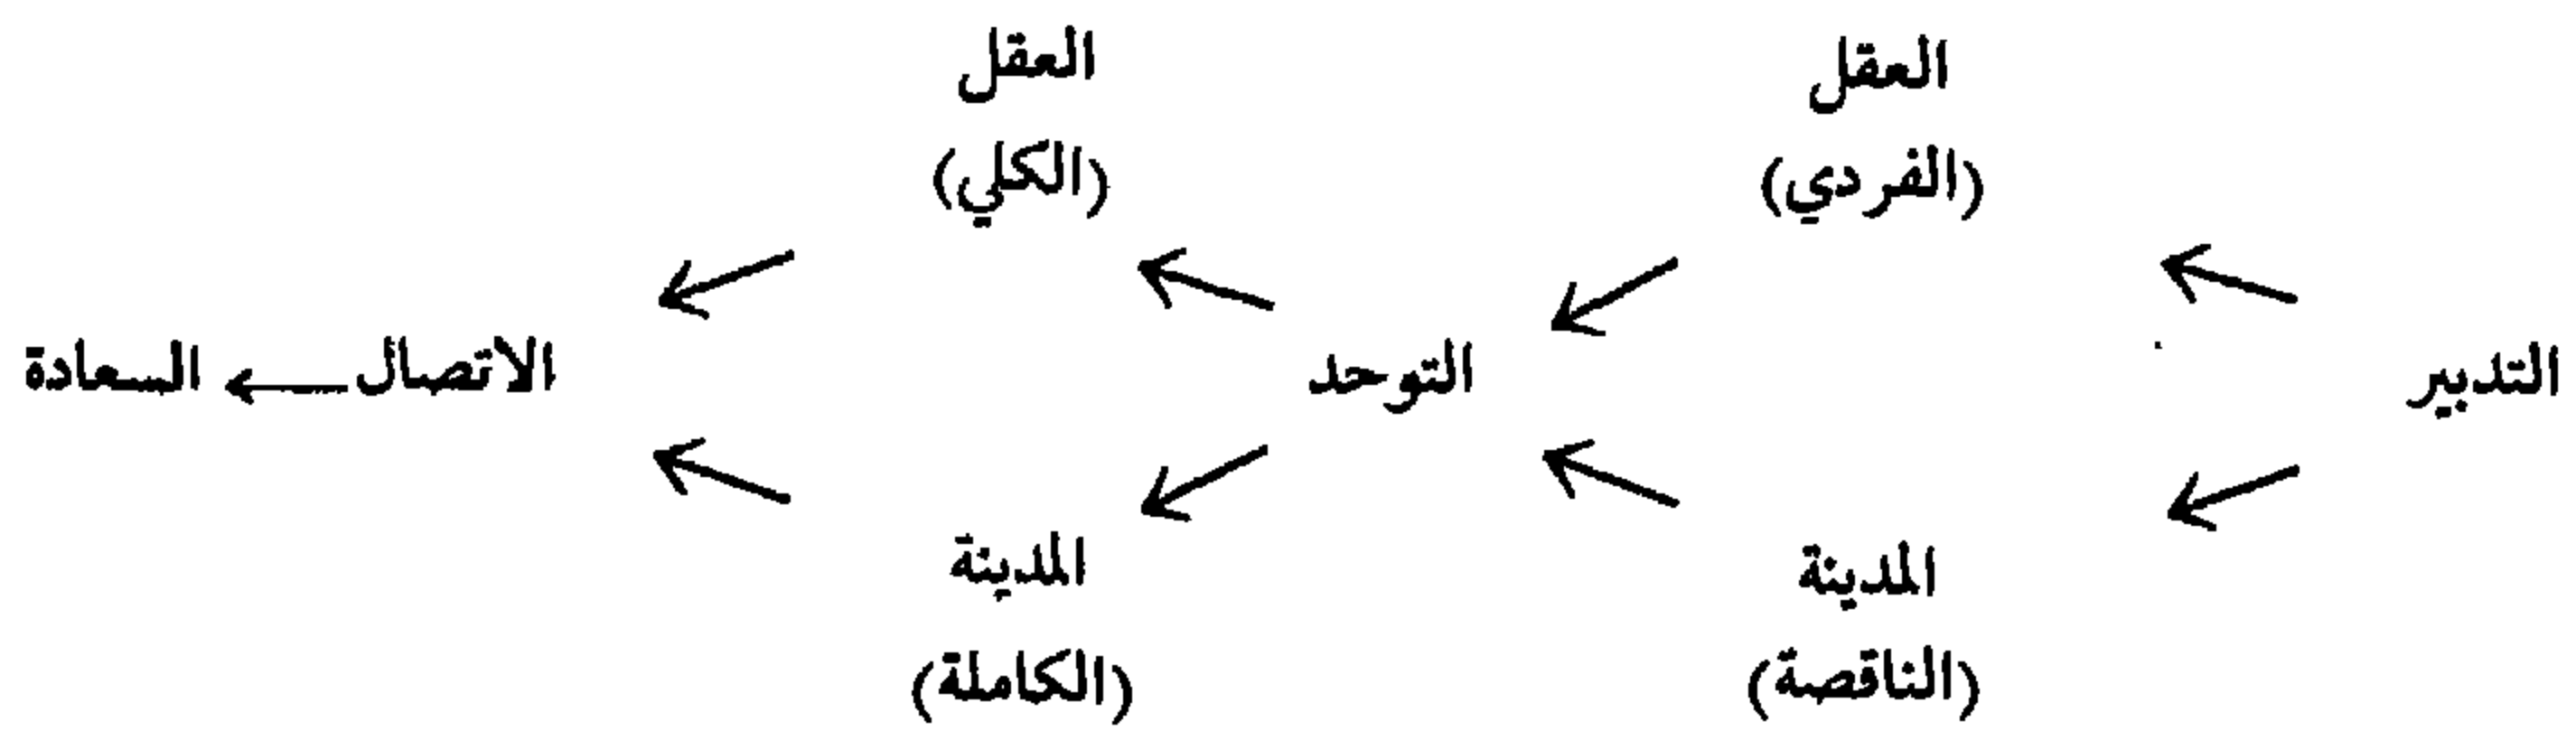 العقل
(الفردي)
العقل
(الكلي)
التدبير
التوحد
الاتصال
السعادة
المدينة
(الناقصة)
المدينة
(الكاملة)